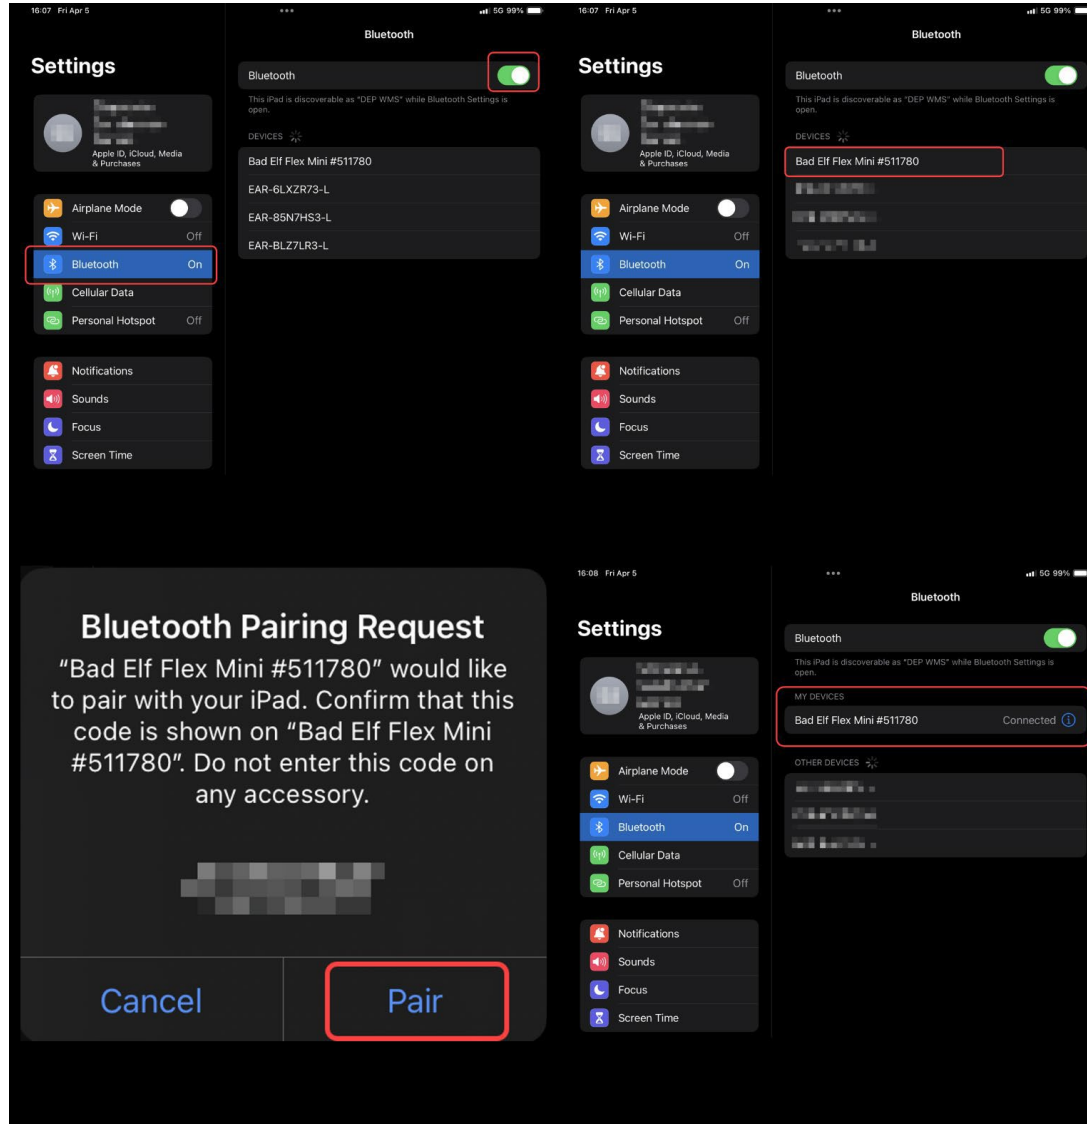 16:07 Fri Apr 5
5G 99%
Settings
Apple ID, iCloud, Media
& Purchases
Airplane Mode
Wi-Fi Off
Bluetooth On
Cellular Data
Personal Hotspot Off
Notifications
Sounds
Focus
Screen Time
Bluetooth
Bluetooth
This iPad is discoverable as "DEP WMS" while Bluetooth Settings is
open.
DEVICES
Bad Elf Flex Mini #511780
EAR-6LXZR73-L
EAR-85N7HS3-L
EAR-BLZ7LR3-L
16:07 Fri Apr 5
5G 99%
Settings
Apple ID, iCloud, Media
& Purchases
Airplane Mode
Wi-Fi Off
Bluetooth On
Cellular Data
Personal Hotspot Off
Notifications
Sounds
Focus
Screen Time
Bluetooth
Bluetooth
This iPad is discoverable as "DEP WMS" while Bluetooth Settings is
open.
DEVICES
Bad Elf Flex Mini #511780
Bluetooth Pairing Request
“Bad Elf Flex Mini #511780” would like
to pair with your iPad. Confirm that this
code is shown on “Bad Elf Flex Mini
#511780”. Do not enter this code on
any accessory.
Cancel
Pair
16:08 Fri Apr 5
5G 99%
Settings
Apple ID, iCloud, Media
& Purchases
Airplane Mode
Wi-Fi Off
Bluetooth On
Cellular Data
Personal Hotspot Off
Notifications
Sounds
Focus
Screen Time
Bluetooth
Bluetooth
This iPad is discoverable as "DEP WMS" while Bluetooth Settings is
open.
MY DEVICES
Bad Elf Flex Mini #511780 Connected
OTHER DEVICES